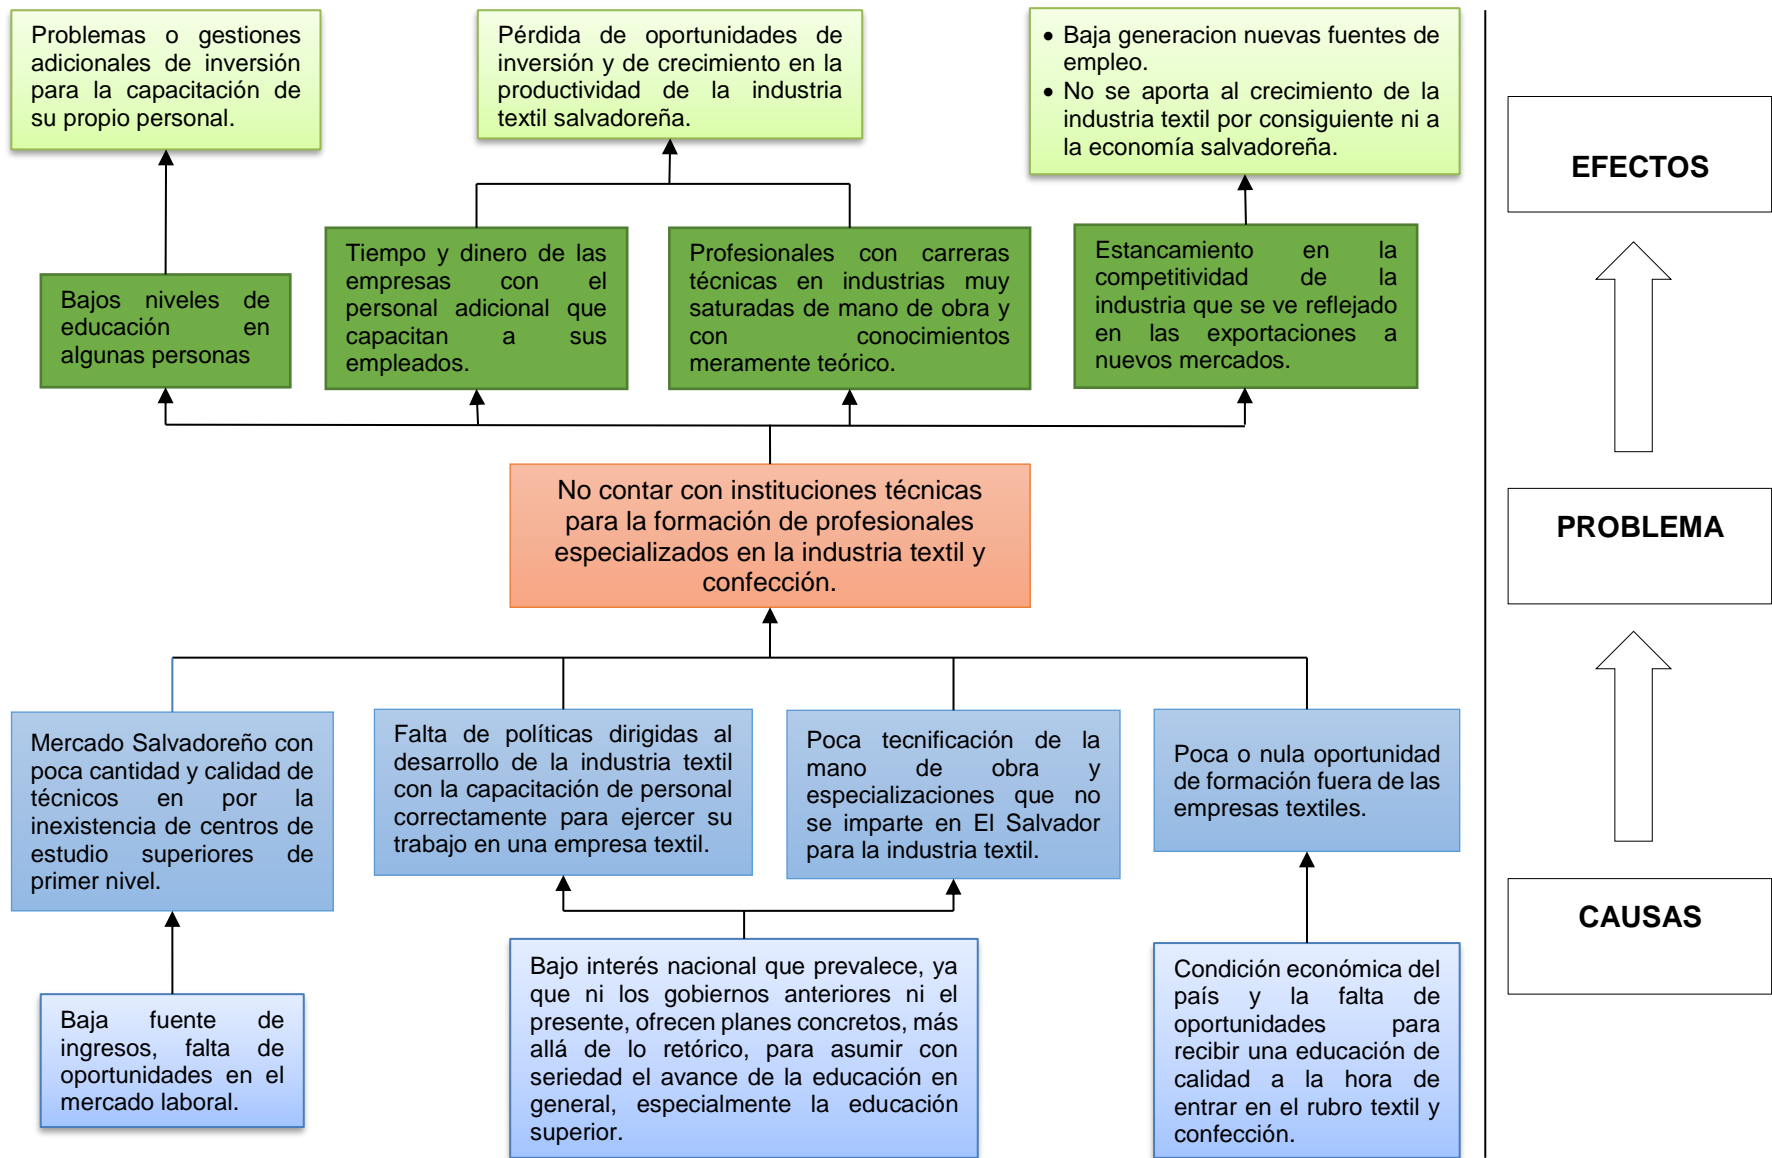 Problemas o gestiones
adicionales de inversión
para la capacitación de
su propio personal.
Pérdida de oportunidades de
inversión y de crecimiento en la
productividad de la industria
textil salvadoreña.
• Baja generacion nuevas fuentes de
empleo.
• No se aporta al crecimiento de la
industria textil por consiguiente ni a
la economía salvadoreña.
EFECTOS
Bajos niveles de
educación en
algunas personas
Tiempo y dinero de las
empresas con el
personal adicional que
capacitan a sus
empleados.
Profesionales con carreras
técnicas en industrias muy
saturadas de mano de obra y
con conocimientos
meramente teórico.
Estancamiento en la
competitividad de la
industria que se ve reflejado
en las exportaciones a
nuevos mercados.
No contar con instituciones técnicas
para la formación de profesionales
especializados en la industria textil y
confección.
PROBLEMA
Mercado Salvadoreño con
poca cantidad y calidad de
técnicos en por la
inexistencia de centros de
estudio superiores de
primer nivel.
Falta de políticas dirigidas al
desarrollo de la industria textil
con la capacitación de personal
correctamente para ejercer su
trabajo en una empresa textil.
Poca tecnificación de la
mano de obra y
especializaciones que no
se imparte en El Salvador
para la industria textil.
Poca o nula oportunidad
de formación fuera de las
empresas textiles.
CAUSAS
Baja fuente de
ingresos, falta de
oportunidades en el
mercado laboral.
Bajo interés nacional que prevalece, ya
que ni los gobiernos anteriores ni el
presente, ofrecen planes concretos, más
allá de lo retórico, para asumir con
seriedad el avance de la educación en
general, especialmente la educación
superior.
Condición económica del
país y la falta de
oportunidades para
recibir una educación de
calidad a la hora de
entrar en el rubro textil y
confección.